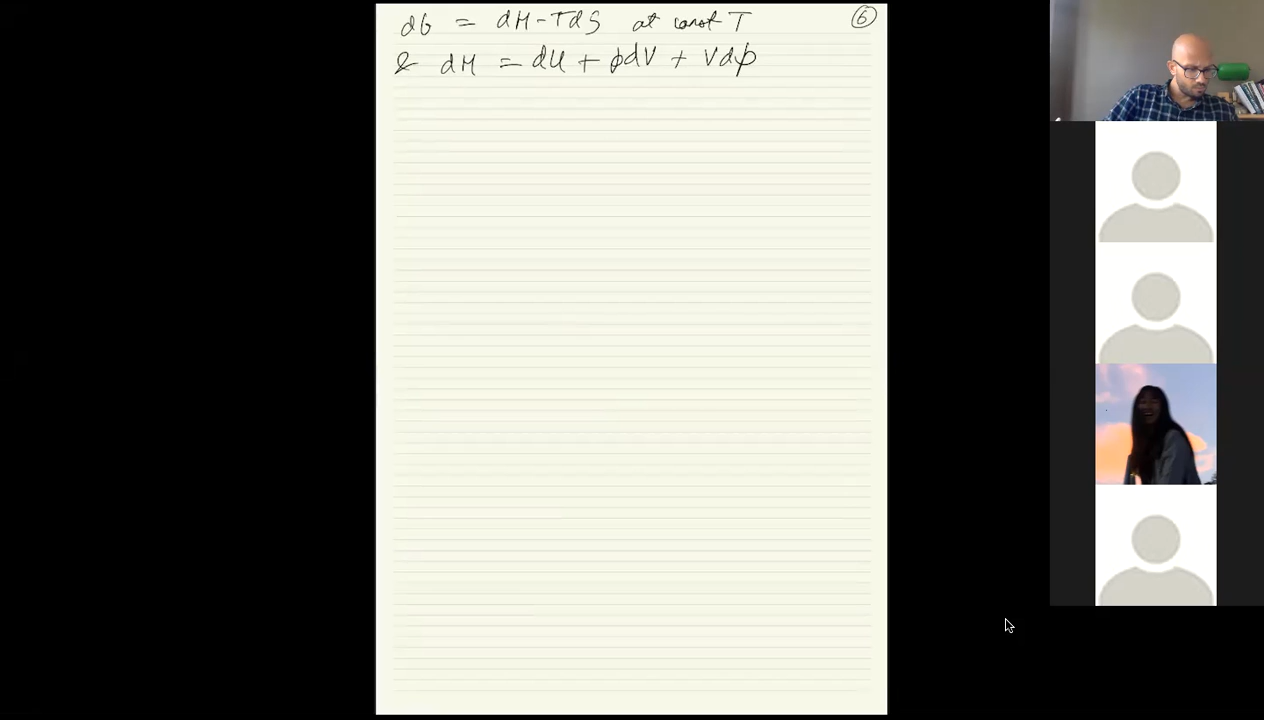 dG = dH - TdS at const T ⑥
& dH = dU + pdV + Vdp